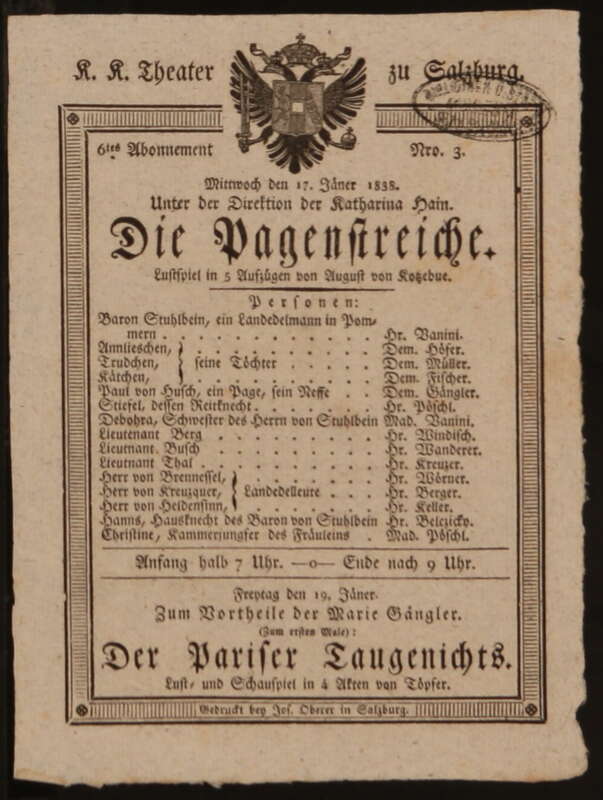 K. K. Theater zu Salzburg.
6tes Abonnement Nro. 3.
Mittwoch den 17. Jäner 1838.
Unter der Direktion der Katharina Hain.
Die Pagenstreiche.
Lustspiel in 5 Aufzügen von August von Kotzebue.
Personen:
Baron Stuhlbein, ein Landedelmann in Pom-
mern . . . . . . . . . . . . Hr. Vanini.
Annlieschen, . . . . . . . . . Dem. Höfer.
Trudchen, } seine Töchter . . . . . Dem. Müller.
Kätchen, . . . . . . . . . Dem. Fischer.
Paul von Husch, ein Page, sein Neffe . . Dem. Gängler.
Stiefel, dessen Reitknecht . . . . . . . Hr. Pöschl.
Debohra, Schwester des Herrn von Stuhlbein Mad. Vanini.
Lieutenant Berg . . . . . . . . . Hr. Windisch.
Lieutnant Busch . . . . . . . . . Hr. Wanderer.
Lieutnant Thal . . . . . . . . . Hr. Kreuzer.
Herr von Brennessel, . . . . . . . Hr. Wörner.
Herr von Kreuzquer, } Landedelleute . . . Hr. Berger.
Herr von Heldensinn, . . . . . . . Hr. Keller.
Hanns, Hausknecht des Baron von Stuhlbein Hr. Belezicky.
Christine, Kammerjungfer des Fräuleins . Mad. Pöschl.
Anfang halb 7 Uhr. —o— Ende nach 9 Uhr.
Freytag den 19. Jäner.
Zum Vortheile der Marie Gängler.
(Zum ersten Male):
Der Pariser Taugenichts.
Lust- und Schauspiel in 4 Akten von Töpfer.
Gedruckt bey Jos. Oberer in Salzburg.